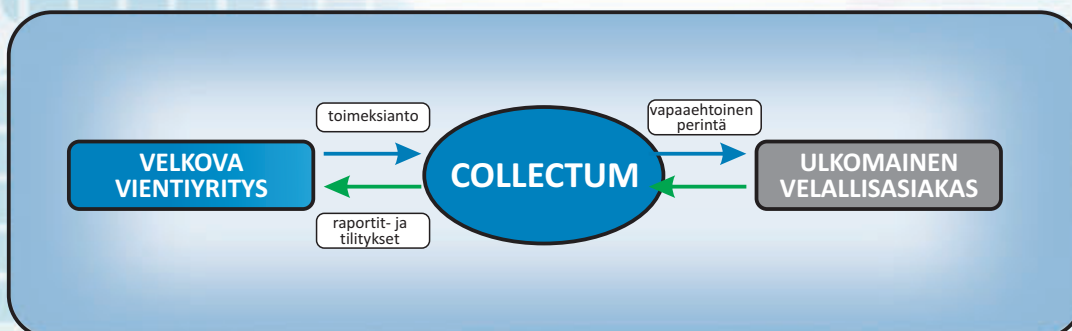 toimeksianto
vapaaehtoinen
perintä
VELKOVA
VIENTIYRITYS
COLLECTUM
ULKOMAINEN
VELALLISASIAKAS
raportit- ja
tilitykset